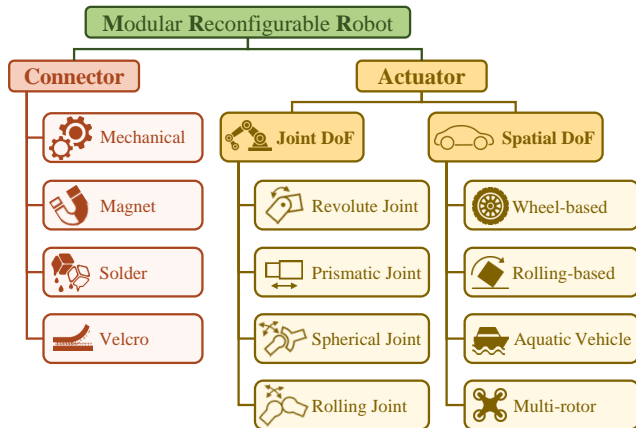 Modular Reconfigurable Robot
Connector
Actuator
Mechanical
Magnet
Solder
Velcro
Joint DoF
Revolute Joint
Prismatic Joint
Spherical Joint
Rolling Joint
Spatial DoF
Wheel-based
Rolling-based
Aquatic Vehicle
Multi-rotor